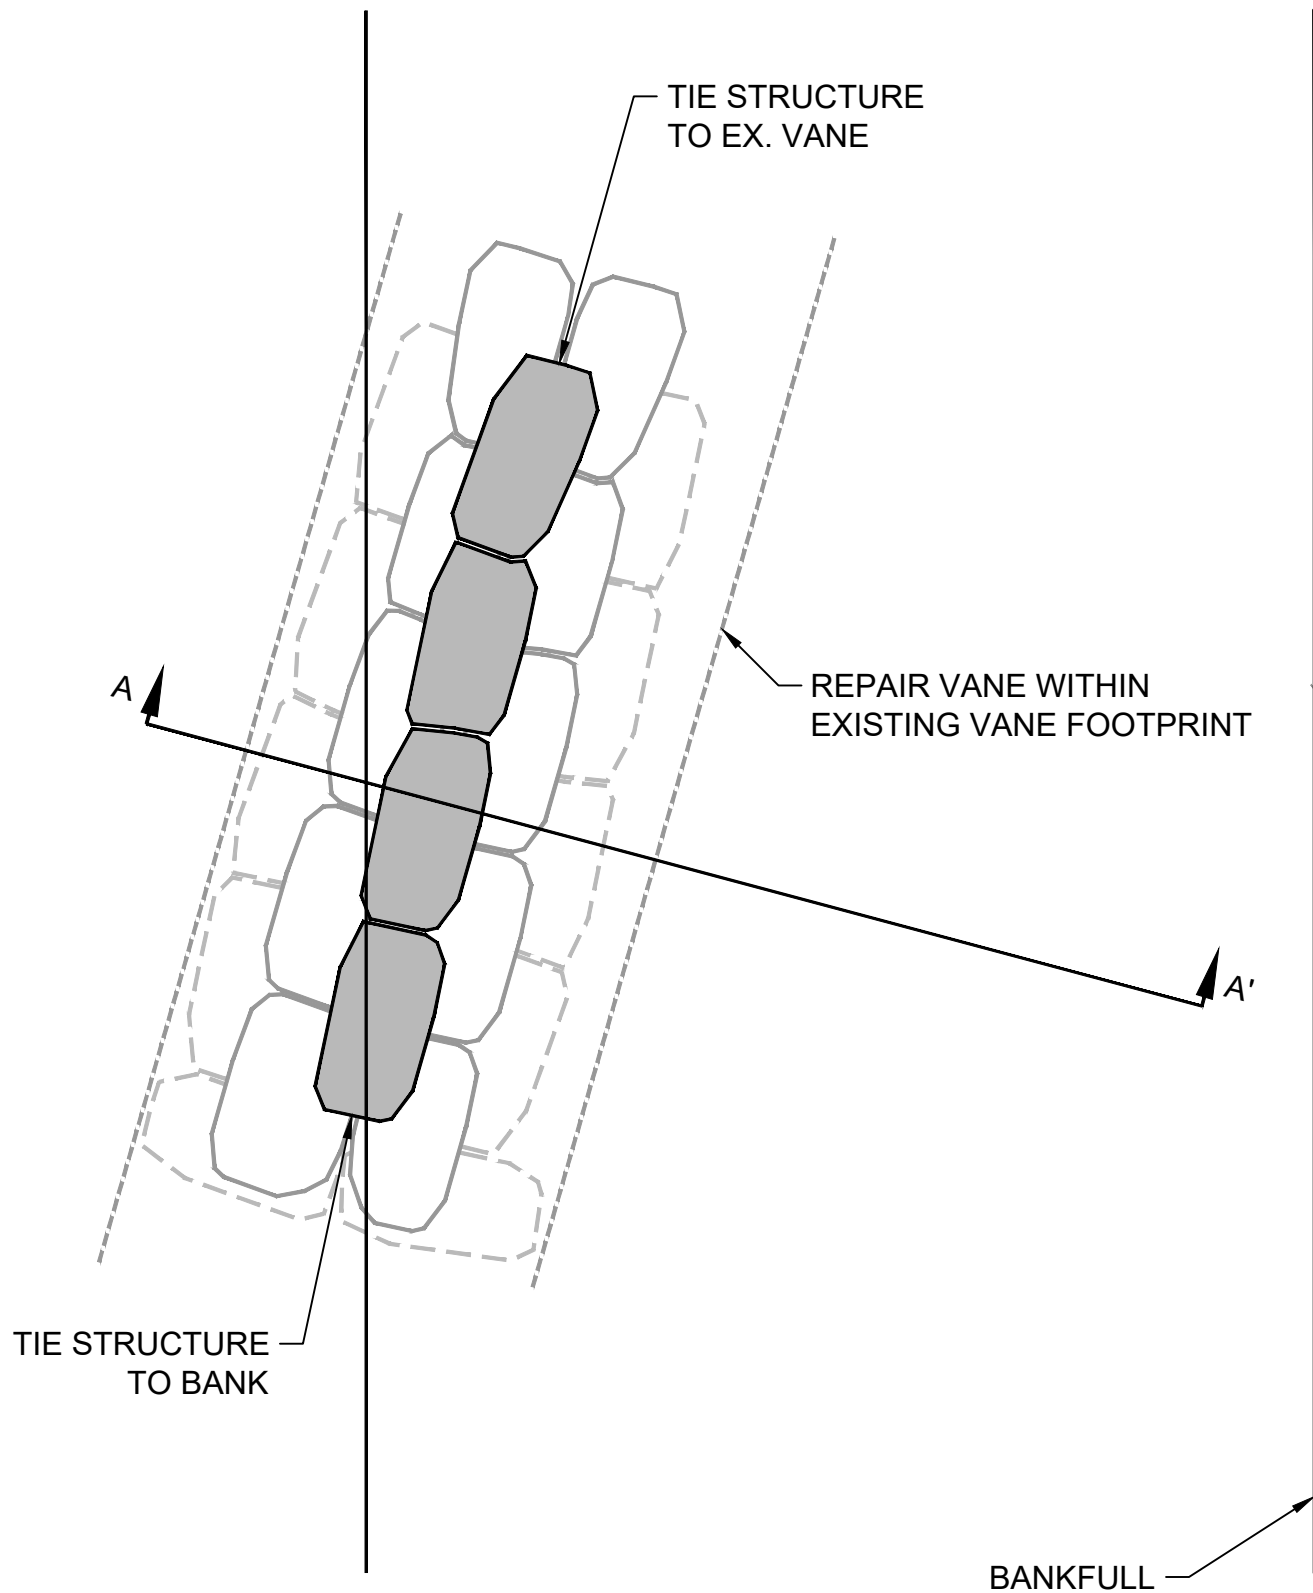 TIE STRUCTURE
TO EX. VANE
A
REPAIR VANE WITHIN
EXISTING VANE FOOTPRINT
A'
TIE STRUCTURE
TO BANK
BANKFULL